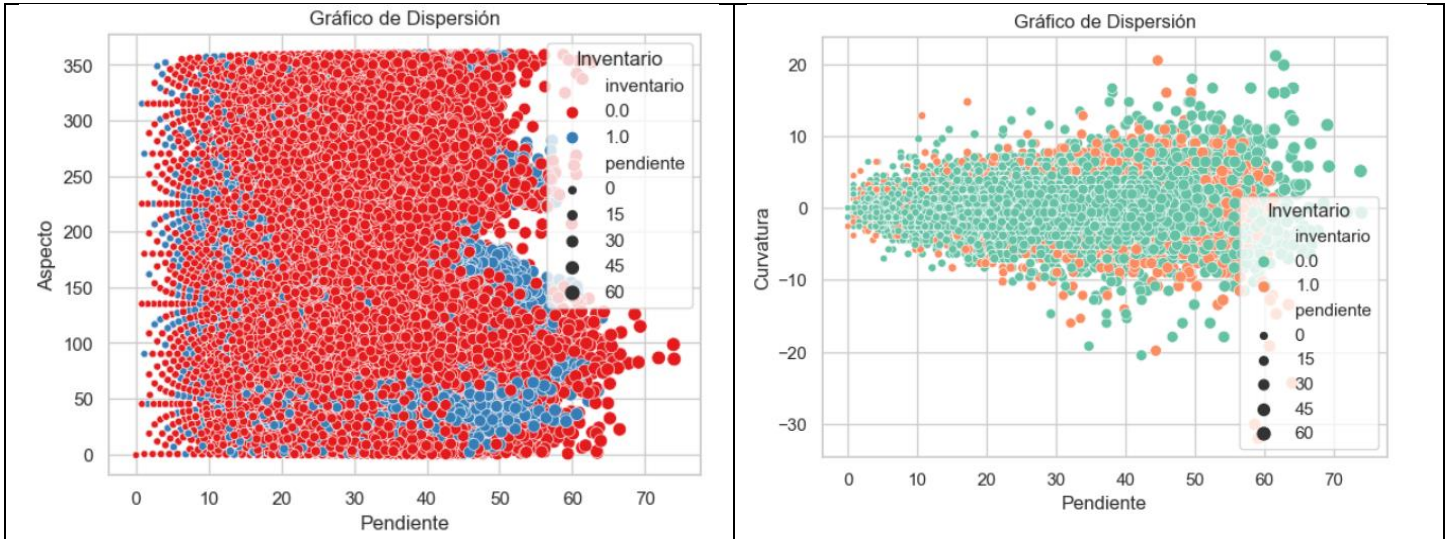 Gráfico de Dispersión
Aspecto
350
300
250
200
150
100
50
0
0 10 20 30 40 50 60 70
Pendiente
Inventario
inventario
0.0
1.0
pendiente
0
15
30
45
60
Gráfico de Dispersión
Curvatura
20
10
0
−10
−20
−30
0 10 20 30 40 50 60 70
Pendiente
Inventario
inventario
0.0
1.0
pendiente
0
15
30
45
60